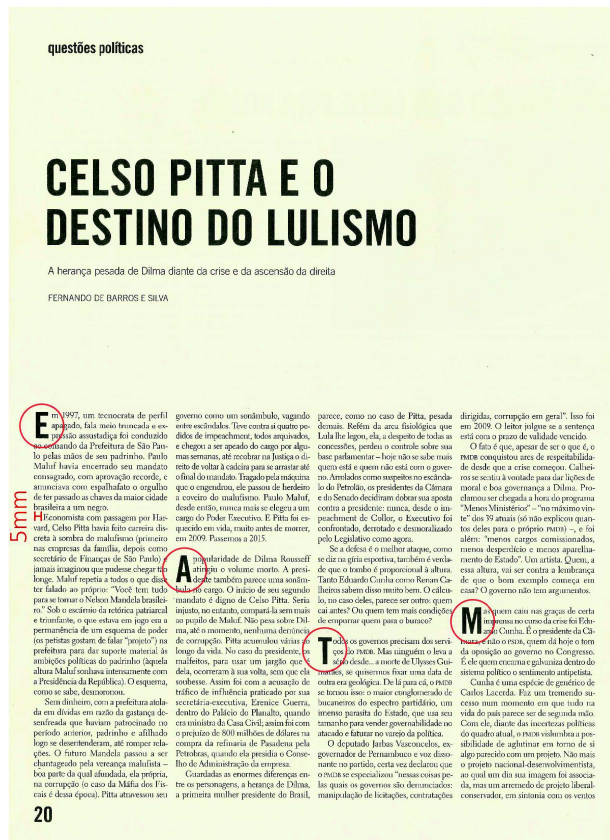 questões políticas
CELSO PITTA E O
DESTINO DO LULISMO
A herança pesada de Dilma diante da crise e da ascensão da direita
FERNANDO DE BARROS E SILVA
5mm
Em 1997, um tecnocrata de perfil
apagado, fala meio truncada e ex-
pressão assustadiça foi conduzido
ao comando da Prefeitura de São Pau-
lo pelas mãos de seu padrinho. Paulo
Maluf havia encerrado seu mandato
consagrado, com aprovação recorde, e
anunciava com espalhafato o orgulho
de ter passado as chaves da maior cidade
brasileira a um negro.
Economista com passagem por Har-
vard, Celso Pitta havia feito carreira dis-
creta à sombra do malufismo (primeiro
nas empresas da família, depois como
secretário de Finanças de São Paulo) e
jamais imaginou que pudesse chegar tão
longe. Maluf repetia a todos o que disse
ter falado ao próprio: "Você tem tudo
para se tornar o Nelson Mandela brasilei-
ro." Sob o escárnio da retórica patriarcal
e triunfante, o que estava em jogo era a
permanência de um esquema de poder
(os petistas gostam de falar "projeto") na
prefeitura para dar suporte material às
ambições políticas do padrinho (àquela
altura Maluf sonhava intensamente com
a Presidência da República). O esquema,
como se sabe, desmoronou.
Sem dinheiro, com a prefeitura atola-
da em dívidas em razão da gastança de-
senfreada que haviam patrocinado no
período anterior, padrinho e afilhado
logo se desentenderam, até romper rela-
ções. O futuro Mandela passou a ser
chantageado pela vereança malufista –
boa parte da qual afundada, ela própria,
na corrupção (o caso da Máfia dos Fis-
cais é dessa época). Pitta atravessou seu
governo como um sonâmbulo, vagando
entre escândalos. Teve contra si quatro pe-
didos de impeachment, todos arquivados,
e chegou a ser apeado do cargo por algu-
mas semanas, até recobrar na Justiça o di-
reito de voltar à cadeira para se arrastar até
o final do mandato. Tragado pela máquina
que o engendrou, ele passou de herdeiro
a coveiro do malufismo. Paulo Maluf,
desde então, nunca mais se elegeu a um
cargo do Poder Executivo. E Pitta foi es-
quecido em vida, muito antes de morrer,
em 2009. Passemos a 2015.
A popularidade de Dilma Rousseff
atingiu o volume morto. A presi-
dente também parece uma sonâm-
bula no cargo. O início de seu segundo
mandato é digno de Celso Pitta. Seria
injusto, no entanto, compará-la sem mais
ao pupilo de Maluf. Não pesa sobre Dil-
ma, até o momento, nenhuma denúncia
de corrupção. Pitta acumulou várias ao
longo da vida. No caso da presidente, os
malfeitos, para usar um jargão que é
dela, ocorreram à sua volta, sem que ela
soubesse. Assim foi com a acusação de
tráfico de influência praticado por sua
secretária-executiva, Erenice Guerra,
dentro do Palácio do Planalto, quando
era ministra da Casa Civil; assim foi com
o prejuízo de 800 milhões de dólares na
compra da refinaria de Pasadena pela
Petrobras, quando ela presidia o Conse-
lho de Administração da empresa.
Guardadas as enormes diferenças en-
tre os personagens, a herança de Dilma,
a primeira mulher presidente do Brasil,
parece, como no caso de Pitta, pesada
demais. Refém da arca fisiológica que
Lula lhe legou, ela, a despeito de todas as
concessões, perdeu o controle sobre sua
base parlamentar – hoje não se sabe mais
quem está e quem não está com o gover-
no. Arrolados como suspeitos no escânda-
lo do Petrolão, os presidentes da Câmara
e do Senado decidiram dobrar sua aposta
contra a presidente: nunca, desde o im-
peachment de Collor, o Executivo foi
confrontado, derrotado e desmoralizado
pelo Legislativo como agora.
Se a defesa é o melhor ataque, como
se diz na gíria esportiva, também é verda-
de que o tombo é proporcional à altura.
Tanto Eduardo Cunha como Renan Ca-
lheiros sabem disso muito bem. O cálcu-
lo, no caso deles, parece ser outro: quem
cai antes? Ou quem tem mais condições
de empurrar quem para o buraco?
Todos os governos precisam dos servi-
ços do PMDB. Mas ninguém o leva a
sério desde... a morte de Ulysses Gui-
marães, se quisermos fixar uma data de
outra era geológica. De lá para cá, o PMDB
se tornou isso: o maior conglomerado de
bucaneiros do espectro partidário, um
imenso parasita do Estado, que usa seu
tamanho para vender governabilidade no
atacado e faturar no varejo da política.
O deputado Jarbas Vasconcelos, ex-
governador de Pernambuco e voz dizo-
nante no partido, certa vez declarou que
o PMDB se especializou "nessas coisas pe-
las quais os governos são denunciados:
manipulação de licitações, contratações
dirigidas, corrupção em geral". Isso foi
em 2009. O leitor julgue se a sentença
está com o prazo de validade vencido.
O fato é que, apesar de ser o que é, o
PMDB conquistou ares de respeitabilida-
de desde que a crise começou. Calhei-
ros se sentiu à vontade para dar lições de
moral e boa governança a Dilma. Pro-
clamou ser chegada a hora do programa
"Menos Ministérios" – "no máximo vin-
te" dos 39 atuais (só não explicou quan-
tos deles para o próprio PMDB) –, e foi
além: "menos cargos comissionados,
menos desperdício e menos aparelha-
mento do Estado". Um artista. Quem, a
essa altura, vai ser contra a lembrança
de que o bom exemplo começa em
casa? O governo não tem argumentos.
Mas quem caiu nas graças de certa
imprensa no curso da crise foi Edu-
ardo Cunha. É o presidente da Câ-
mara, e não o PSDB, quem dá hoje o tom
da oposição ao governo no Congresso.
É ele quem encarna e galvaniza dentro do
sistema político o sentimento antipetista.
Cunha é uma espécie de genérico de
Carlos Lacerda. Faz um tremendo su-
cesso num momento em que tudo na
vida do país parece ser de segunda mão.
Com ele, diante das incertezas políticas
do quadro atual, o PMDB vislumbra a pos-
sibilidade de aglutinar em torno de si
algo parecido com um projeto. Não mais
o projeto nacional-desenvolvimentista,
ao qual um dia sua imagem foi associa-
da, mas um arremedo de projeto liberal-
conservador, em sintonia com os ventos
20